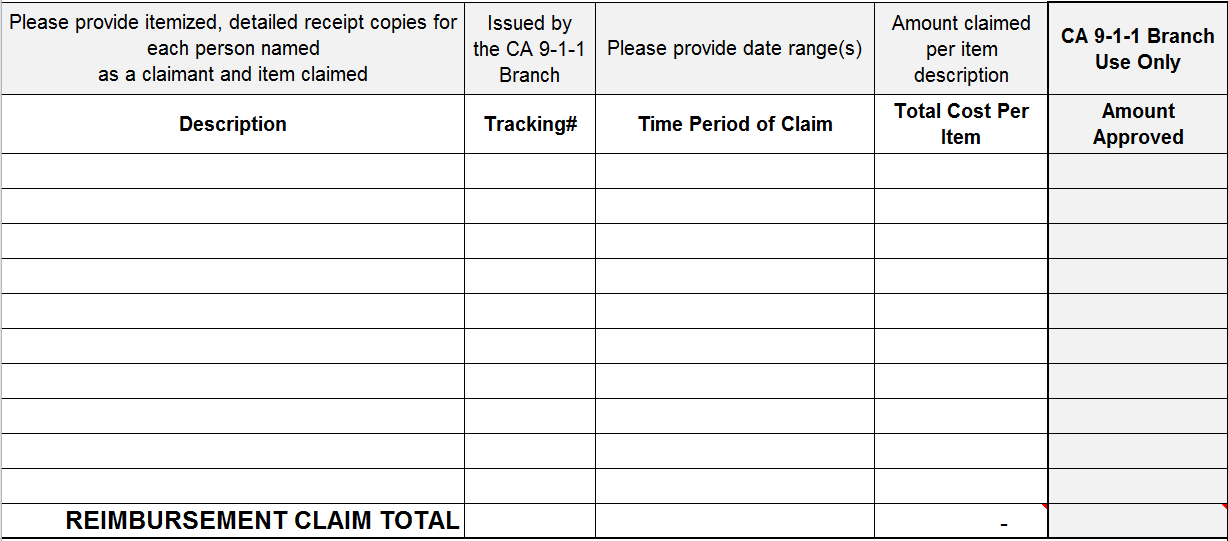 Please provide itemized, detailed receipt copies for
each person named
as a claimant and item claimed
Issued by
the CA 9-1-1
Branch
Please provide date range(s)
Amount claimed
per item
description
CA 9-1-1 Branch
Use Only
Description
Tracking#
Time Period of Claim
Total Cost Per
Item
Amount
Approved
REIMBURSEMENT CLAIM TOTAL
-